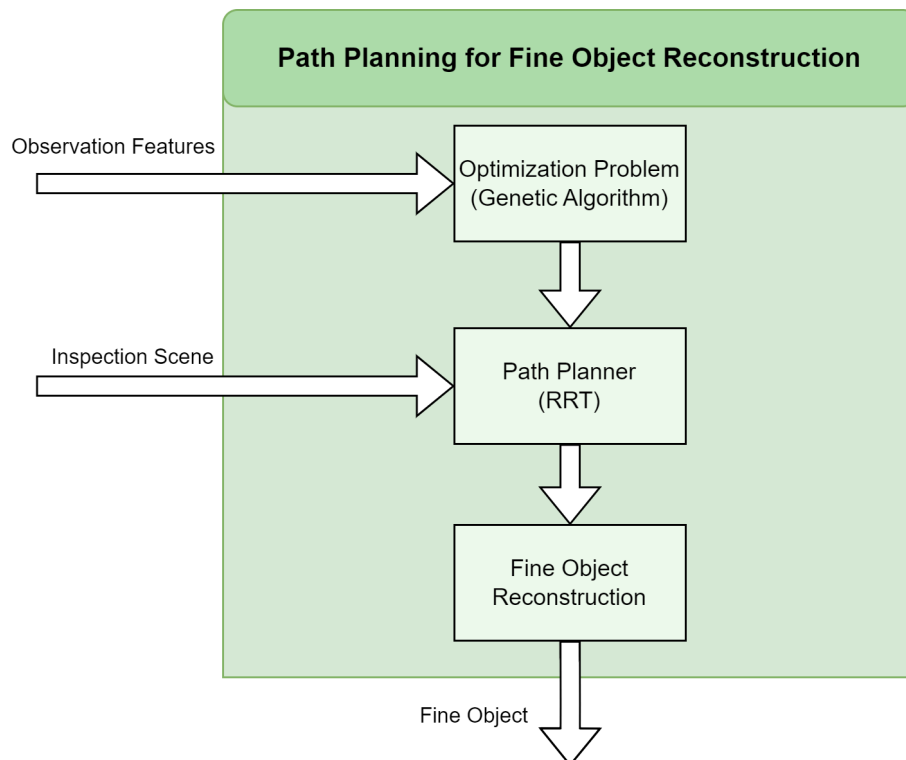 Path Planning for Fine Object Reconstruction
Observation Features
Optimization Problem
(Genetic Algorithm)
Inspection Scene
Path Planner
(RRT)
Fine Object
Reconstruction
Fine Object